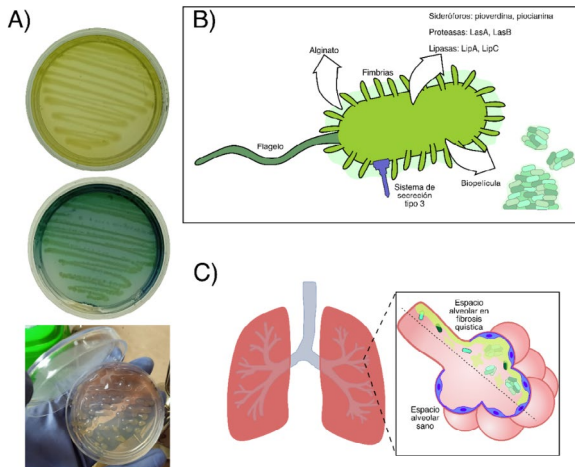 A)
B)
Sideróforos: pioverdina, piocianina
Proteasas: LasA, LasB
Lipasas: LipA, LipC
Alginato
Fimbrias
Flagelo
Sistema de
secreción
tipo 3
Biopelícula
C)
Espacio
alveolar en
fibrosis
quística
Espacio
alveolar
sano